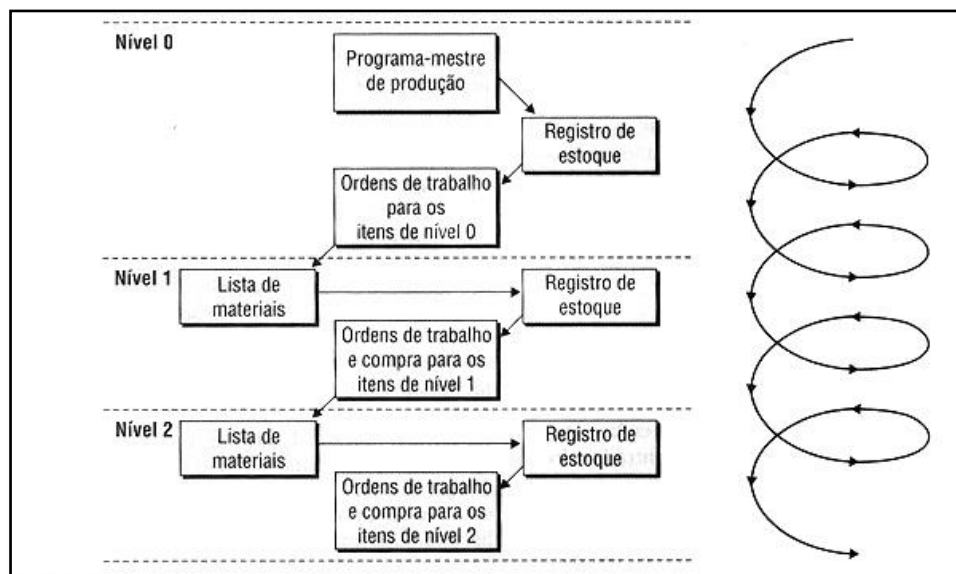 Nível 0
Programa-mestre
de produção
Registro de
estoque
Ordens de trabalho
para os
itens de nível 0
Nível 1
Lista de
materiais
Registro de
estoque
Ordens de trabalho
e compra para os
itens de nível 1
Nível 2
Lista de
materiais
Registro de
estoque
Ordens de trabalho
e compra para os
itens de nível 2